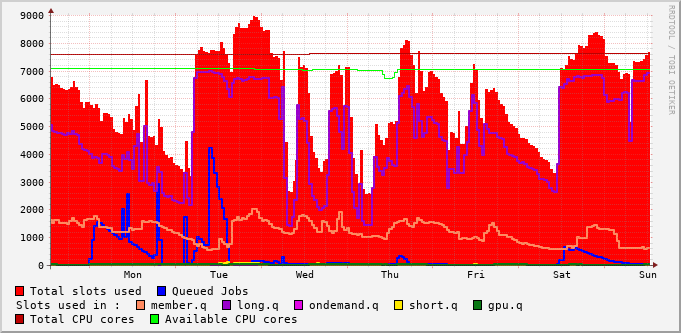 9000
8000
7000
6000
5000
4000
3000
2000
1000
0
Mon Tue Wed Thu Fri Sat Sun
RRDTOOL / TOBI OETIKER
Total slots used Queued Jobs
Slots used in : member.q long.q ondemand.q short.q gpu.q
Total CPU cores Available CPU cores